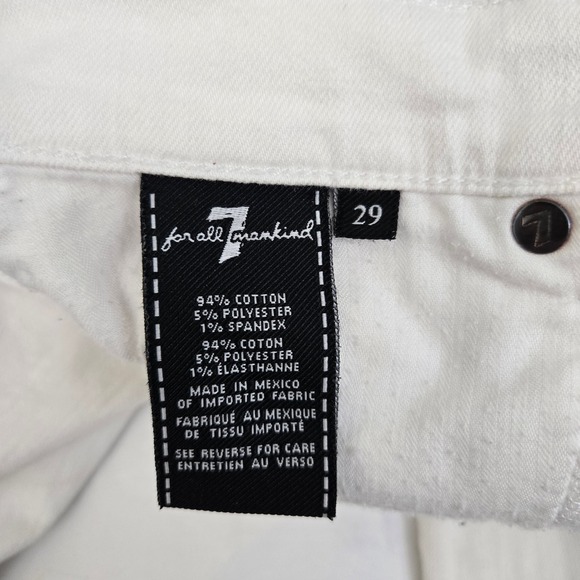 for all 7 mankind
29
94% COTTON
5% POLYESTER
1% SPANDEX
94% COTON
5% POLYESTER
1% ÉLASTHANNE
MADE IN MEXICO
OF IMPORTED FABRIC
FABRIQUÉ AU MEXIQUE
DE TISSU IMPORTÉ
SEE REVERSE FOR CARE
ENTRETIEN AU VERSO
7